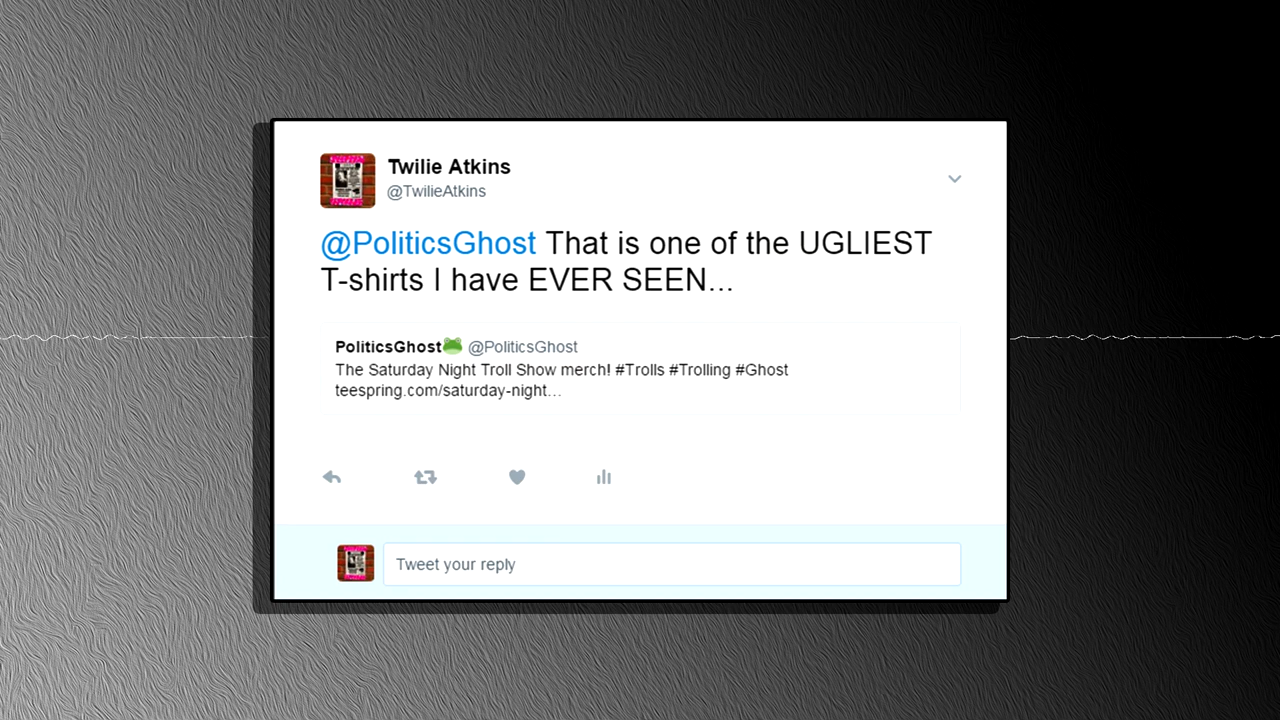 Twilie Atkins
@TwilieAtkins
@PoliticsGhost That is one of the UGLIEST
T-shirts I have EVER SEEN...
PoliticsGhost🐸 @PoliticsGhost
The Saturday Night Troll Show merch! #Trolls #Trolling #Ghost
teespring.com/saturday-night...
Tweet your reply